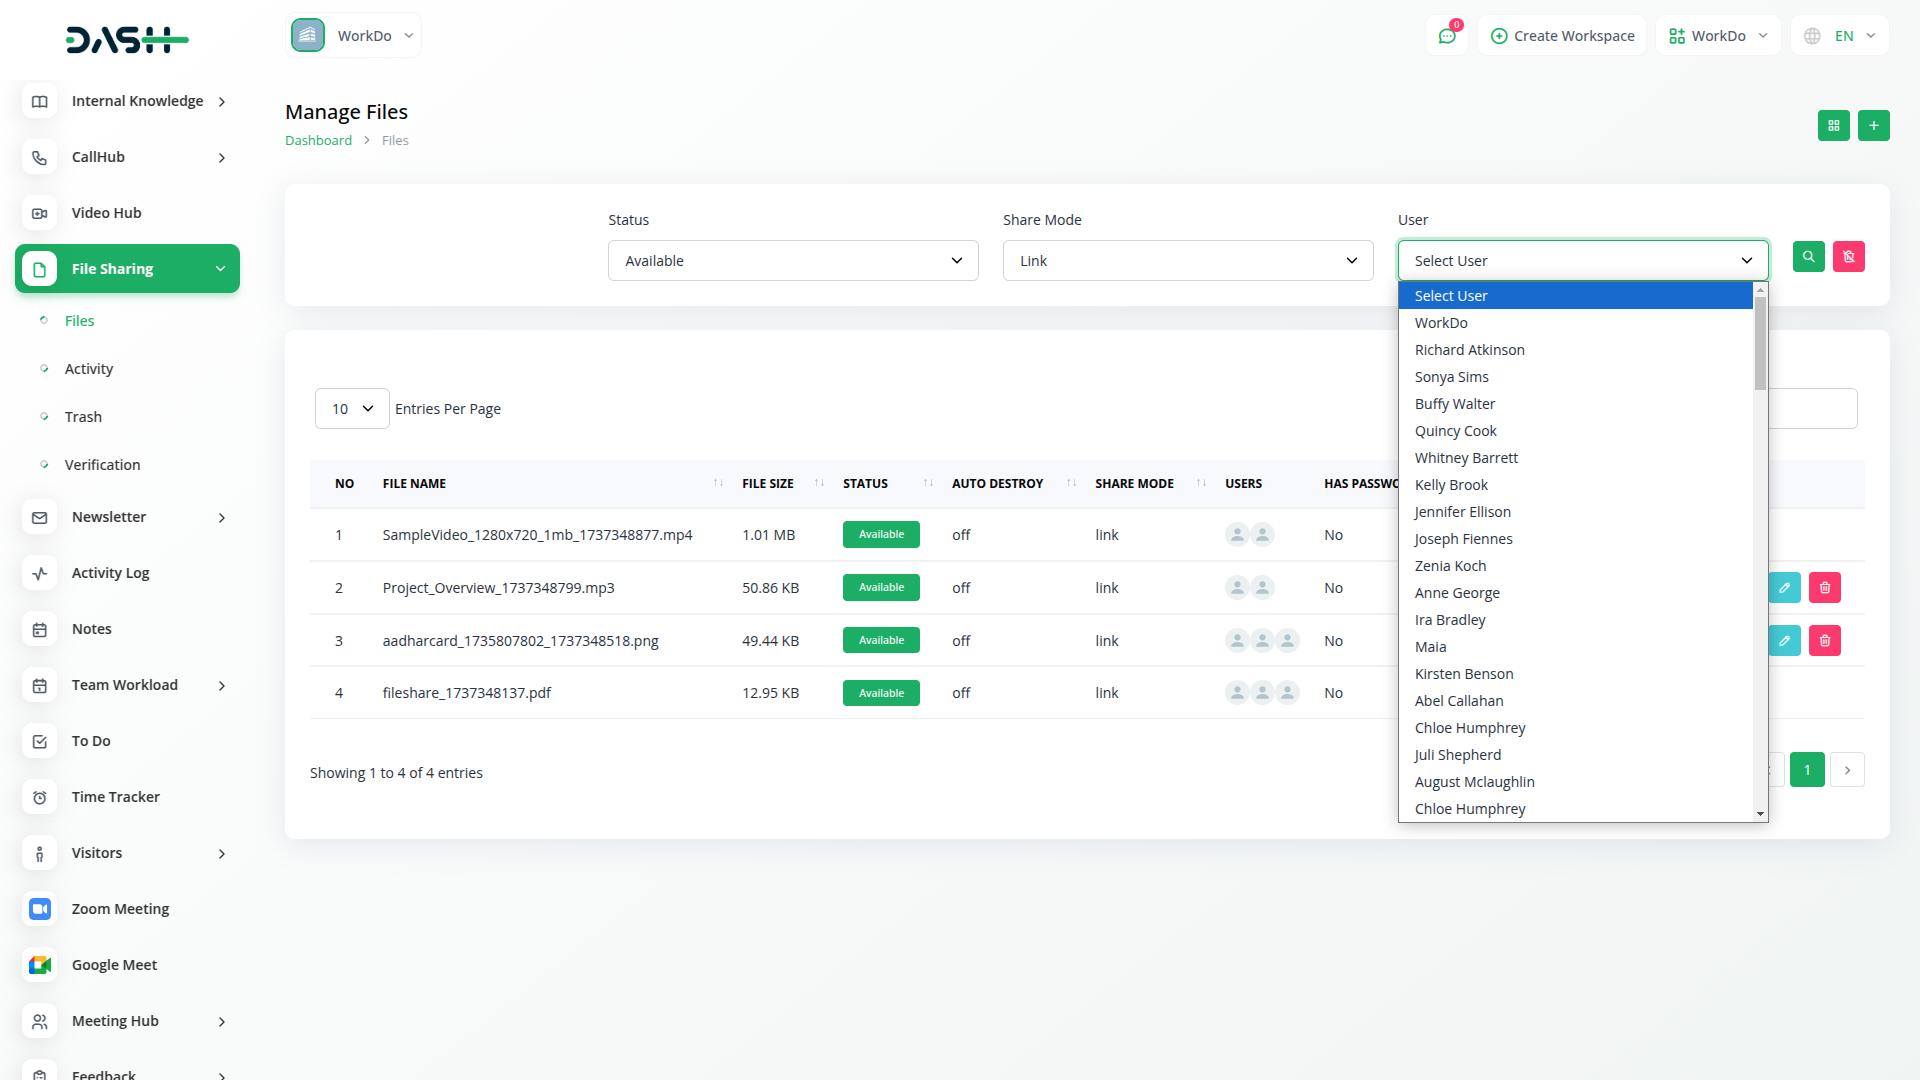 DASH
WorkDo
0
Create Workspace
WorkDo
EN
Internal Knowledge
CallHub
Video Hub
File Sharing
Files
Activity
Trash
Verification
Newsletter
Activity Log
Notes
Team Workload
To Do
Time Tracker
Visitors
Zoom Meeting
Google Meet
Meeting Hub
Feedback
Manage Files
Dashboard > Files
Status
Share Mode
User
Available
Link
Select User
Select User
WorkDo
Richard Atkinson
Sonya Sims
Buffy Walter
Quincy Cook
Whitney Barrett
Kelly Brook
Jennifer Ellison
Joseph Fiennes
Zenia Koch
Anne George
Ira Bradley
Maia
Kirsten Benson
Abel Callahan
Chloe Humphrey
Juli Shepherd
August Mclaughlin
Chloe Humphrey
10 Entries Per Page
NO FILE NAME FILE SIZE STATUS AUTO DESTROY SHARE MODE USERS HAS PASSWO
1 SampleVideo_1280x720_1mb_1737348877.mp4 1.01 MB Available off link No
2 Project_Overview_1737348799.mp3 50.86 KB Available off link No
3 aadharcard_1735807802_1737348518.png 49.44 KB Available off link No
4 fileshare_1737348137.pdf 12.95 KB Available off link No
Showing 1 to 4 of 4 entries
1